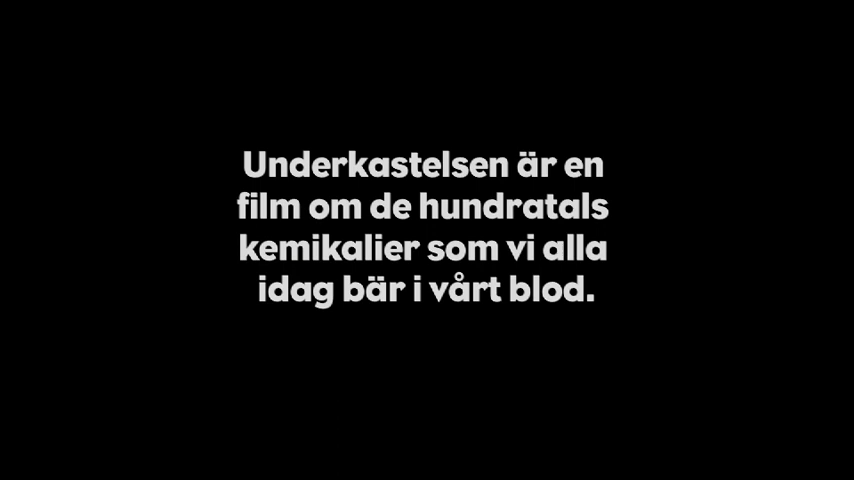 Underkastelsen är en
film om de hundratals
kemikalier som vi alla
idag bär i vårt blod.